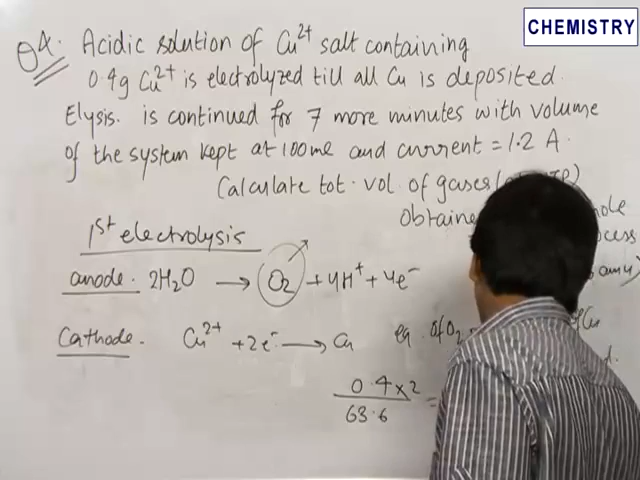 CHEMISTRY
Q4. Acidic solution of Cu2+ salt containing
0.4g Cu2+ is electrolyzed till all Cu is deposited.
Elysis. is continued for 7 more minutes with volume
of the system kept at 100ml and current = 1.2 A.
Calculate tot. vol. of gases
1st electrolysis
anode. 2H2O → O2 + 4H+ + 4e-
Cathode. Cu2+ + 2e- → Cu eq. of O2
0.4 x 2
63.6 =